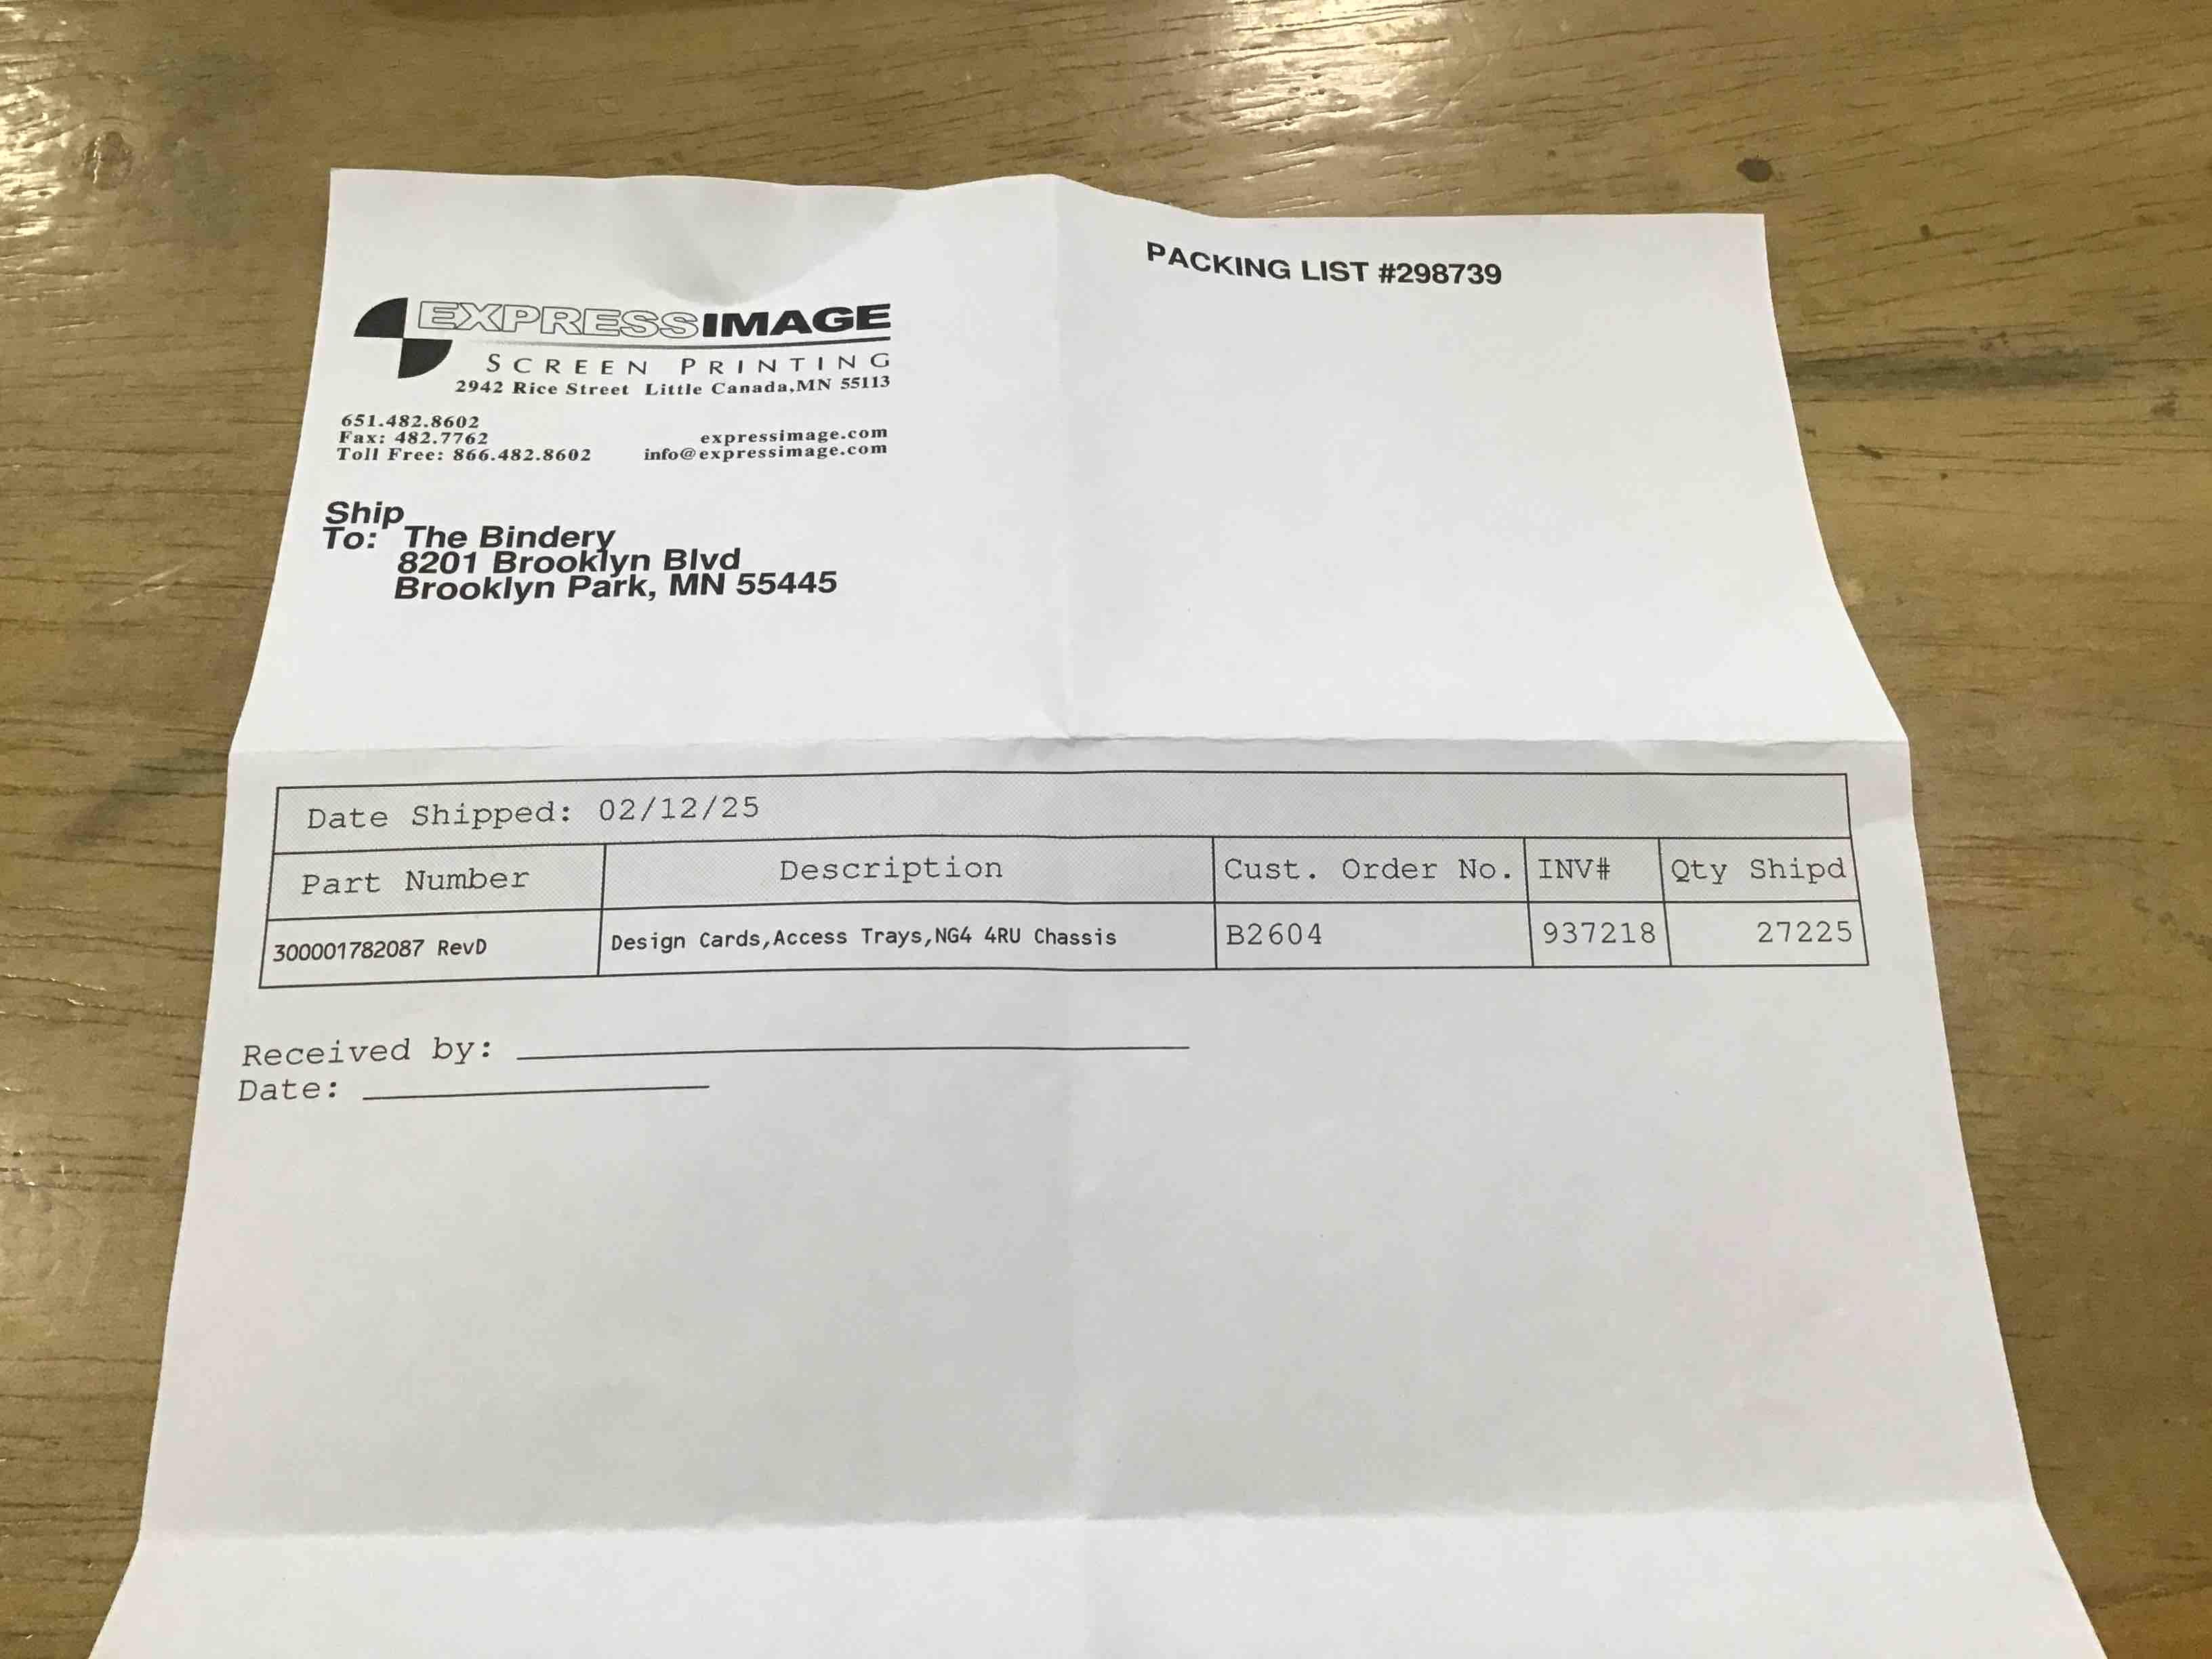 PACKING LIST #298739
EXPRESSIMAGE
SCREEN PRINTING
2942 Rice Street Little Canada,MN 55113
651.482.8602
Fax: 482.7762 expressimage.com
Toll Free: 866.482.8602 info@expressimage.com
Ship
To: The Bindery
8201 Brooklyn Blvd
Brooklyn Park, MN 55445
Date Shipped: 02/12/25
Part Number Description Cust. Order No. INV# Qty Shipd
300001782087 RevD Design Cards,Access Trays,NG4 4RU Chassis B2604 937218 27225
Received by:
Date: